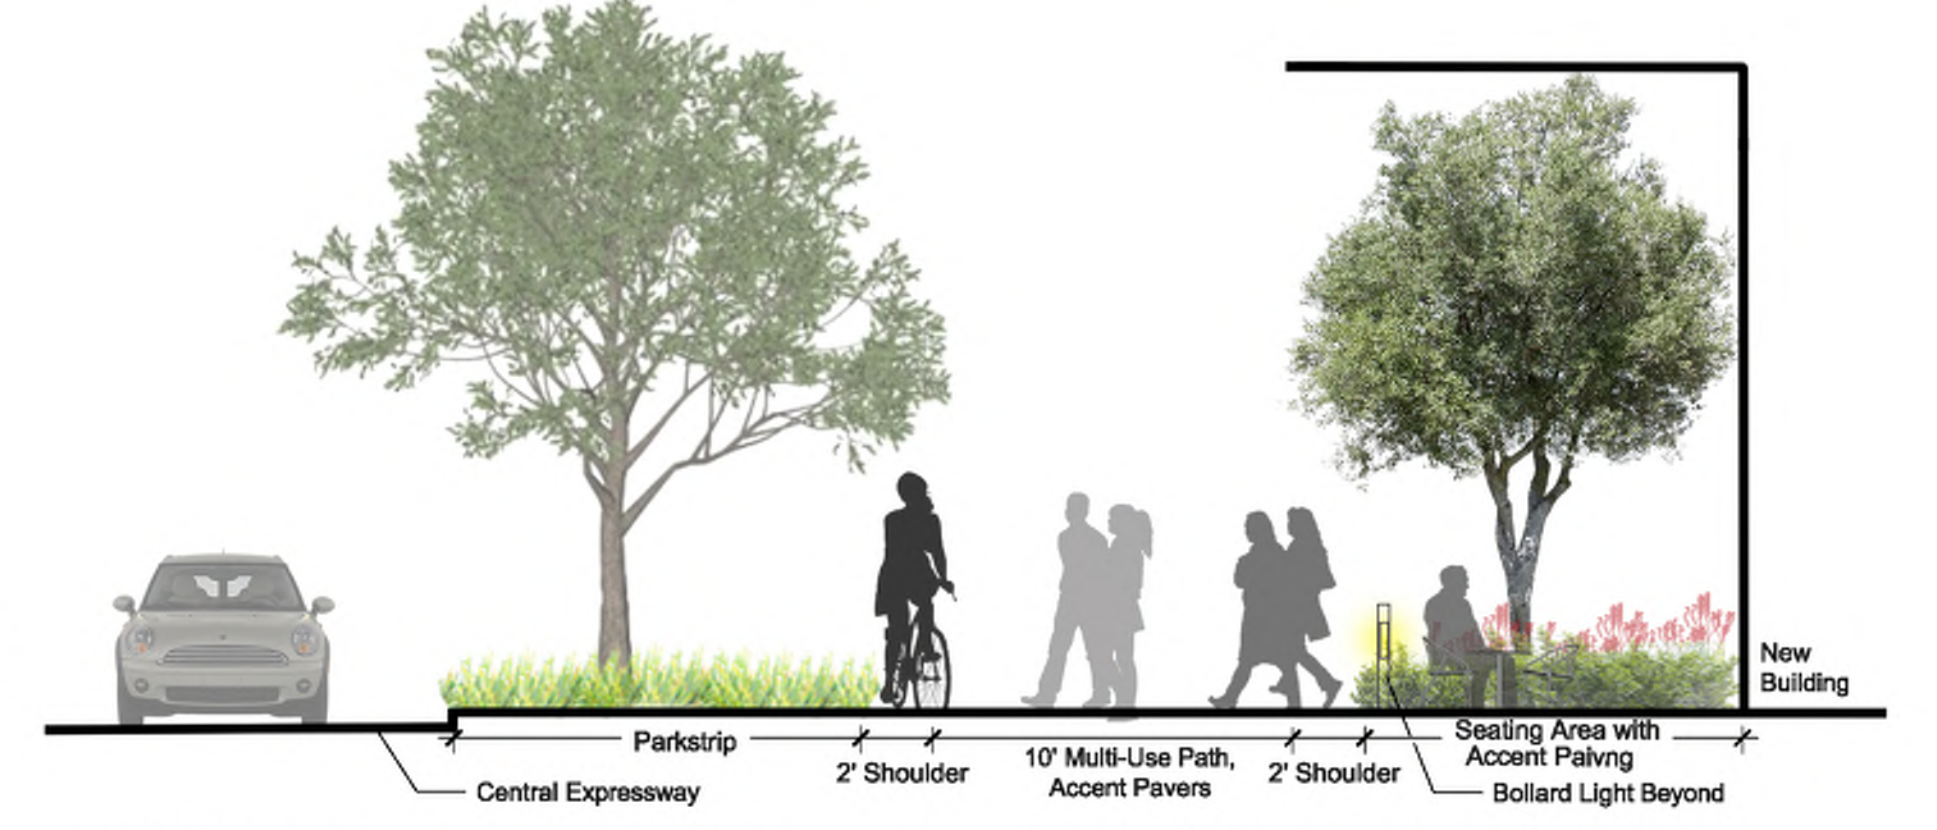 New
Building
Parkstrip
2' Shoulder
10' Multi-Use Path,
Accent Pavers
2' Shoulder
Seating Area with
Accent Paivng
Central Expressway
Bollard Light Beyond